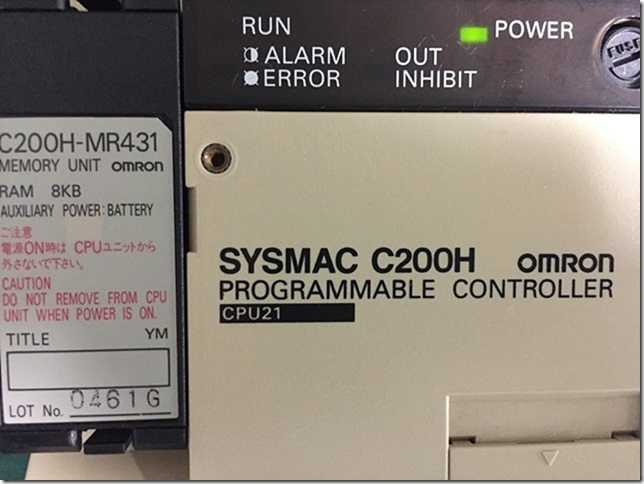 RUN
POWER
ALARM
OUT
ERROR
INHIBIT
FUSE
C200H-MR431
MEMORY UNIT OMRON
RAM 8KB
AUXILIARY POWER:BATTERY
ご注意
電源ON時は CPUユニットから
外さないで下さい。
CAUTION
DO NOT REMOVE FROM CPU
UNIT WHEN POWER IS ON.
TITLE YM
LOT No. 0461G
SYSMAC C200H OMRON
PROGRAMMABLE CONTROLLER
CPU21